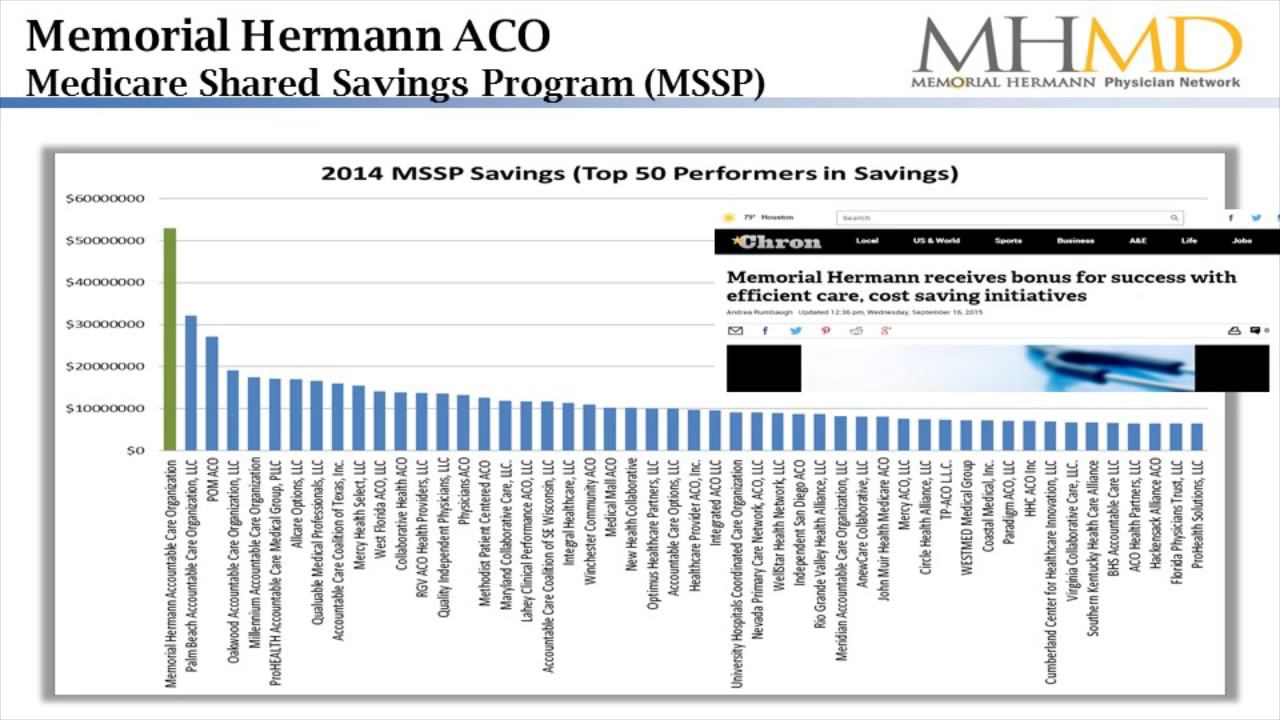 Memorial Hermann ACO
Medicare Shared Savings Program (MSSP)
MHMD
MEMORIAL HERMANN Physician Network
2014 MSSP Savings (Top 50 Performers in Savings)
$60000000
$50000000
$40000000
$30000000
$20000000
$10000000
$0
79° Houston
Search
Chron
Local
US & World
Sports
Business
A&E
Life
Jobs
Memorial Hermann receives bonus for success with
efficient care, cost saving initiatives
Andrea Rumbaugh Updated 12:36 pm, Wednesday, September 16, 2015
0
Memorial Hermann Accountable Care Organization
Palm Beach Accountable Care Organization, LLC
POM ACO
Oakwood Accountable Care Organization, LLC
Millennium Accountable Care Organization
ProHEALTH Accountable Care Medical Group, PLLC
Allcare Options, LLC
Qualuable Medical Professionals, LLC
Accountable Care Coalition of Texas, Inc.
Mercy Health Select, LLC
West Florida ACO, LLC
Collaborative Health ACO
RGV ACO Health Providers, LLC
Quality Independent Physicians, LLC
Physicians ACO
Methodist Patient Centered ACO
Maryland Collaborative Care, LLC.
Lahey Clinical Performance ACO, LLC
Accountable Care Coalition of SE Wisconsin, LLC
Integral Healthcare, LLC
Winchester Community ACO
Medical Mall ACO
New Health Collaborative
Optimus Healthcare Partners, LLC
Accountable Care Options, LLC
Healthcare Provider ACO, Inc.
Integrated ACO LLC
University Hospitals Coordinated Care Organization
Nevada Primary Care Network, ACO, LLC
WellStar Health Network, LLC
Independent San Diego ACO
Rio Grande Valley Health Alliance, LLC
Meridian Accountable Care Organization, LLC
AnewCare Collaborative, LLC
John Muir Health Medicare ACO
Mercy ACO, LLC
Circle Health Alliance, LLC
TP-ACO L.L.C.
WESTMED Medical Group
Coastal Medical, Inc.
Paradigm ACO, LLC
HHC ACO Inc
Cumberland Center for Healthcare Innovation, LLC
Virginia Collaborative Care, LLC.
Southern Kentucky Health Care Alliance
BHS Accountable Care LLC
ACO Health Partners, LLC
Hackensack Alliance ACO
Florida Physicians Trust, LLC
ProHealth Solutions, LLC